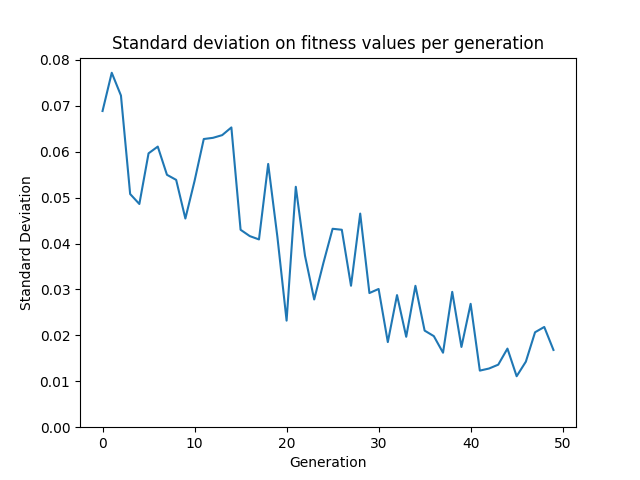 Standard deviation on fitness values per generation
0.08
0.07
0.06
0.05
0.04
0.03
0.02
0.01
0.00
Standard Deviation
0 10 20 30 40 50
Generation